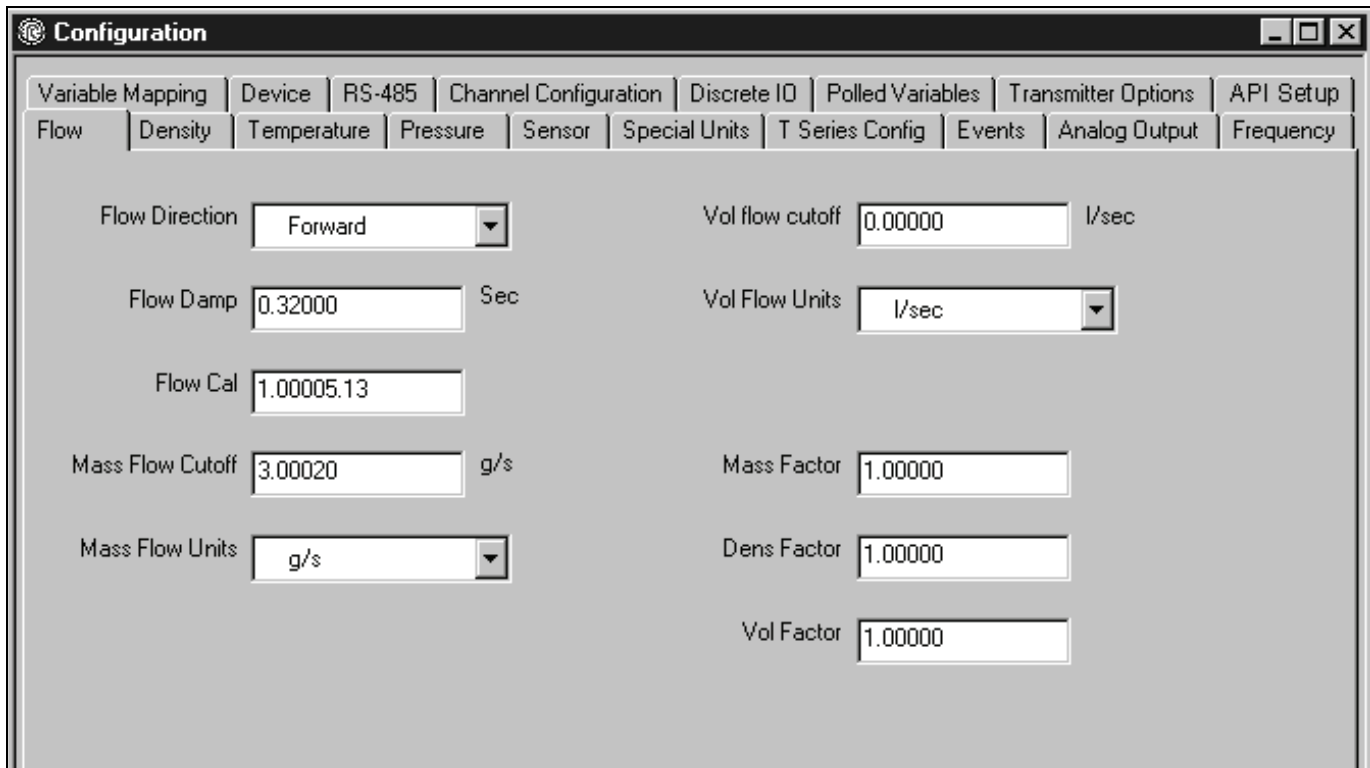 Configuration
Variable Mapping Device RS-485 Channel Configuration Discrete IO Polled Variables Transmitter Options API Setup
Flow Density Temperature Pressure Sensor Special Units T Series Config Events Analog Output Frequency
Flow Direction Forward Vol flow cutoff 0.00000 l/sec
Flow Damp 0.32000 Sec Vol Flow Units l/sec
Flow Cal 1.00005.13
Mass Flow Cutoff 3.00020 g/s Mass Factor 1.00000
Mass Flow Units g/s Dens Factor 1.00000
Vol Factor 1.00000